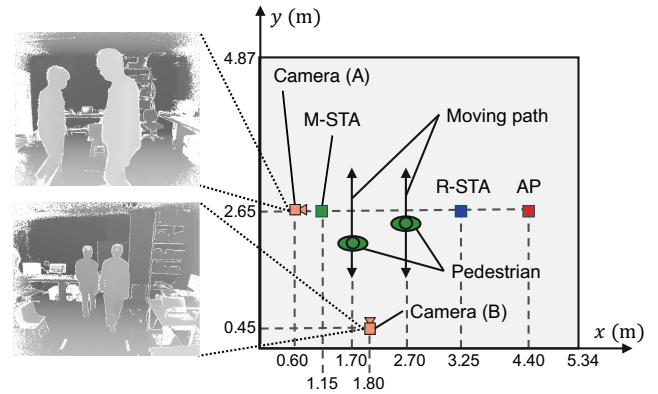 y (m)
4.87
Camera (A)
M-STA
Moving path
R-STA
AP
2.65
Pedestrian
Camera (B)
0.45
x (m)
0.60
1.70
2.70
3.25
4.40
5.34
1.15
1.80